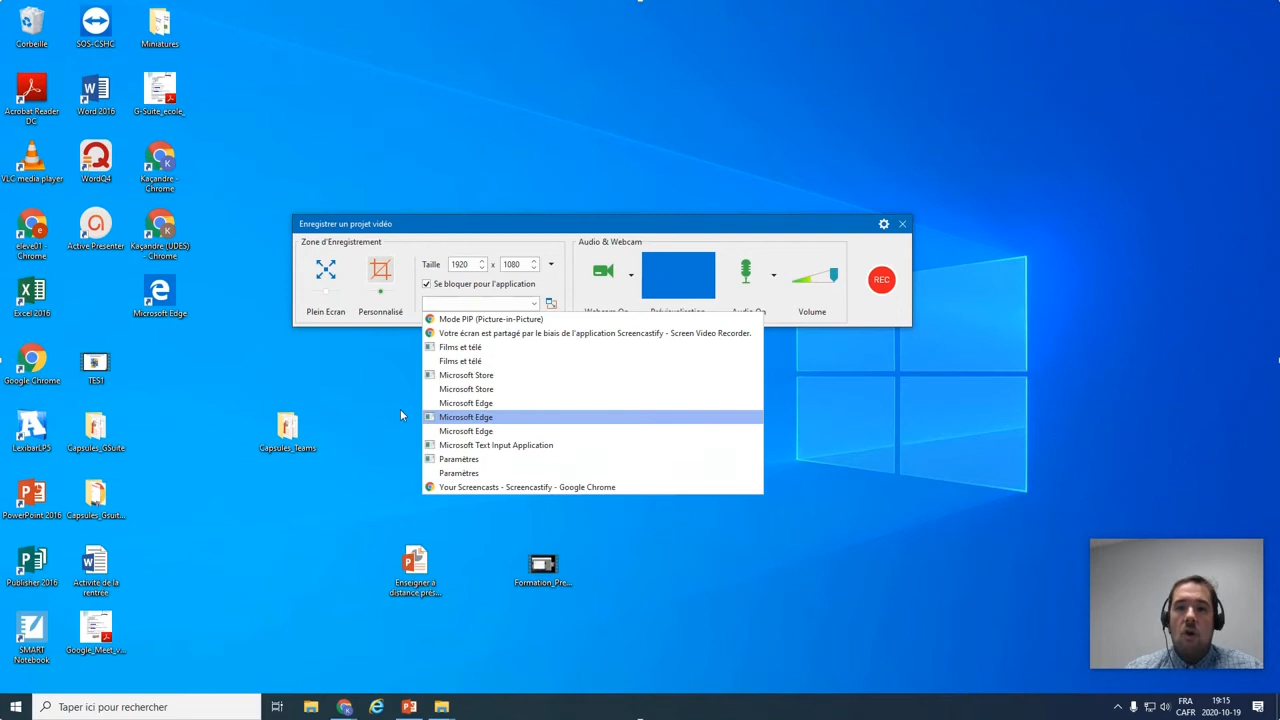 Corbeille
SOS-CSHC
Miniatures
Acrobat Reader
DC
Word 2016
G-Suite_ecole_
VLC media player
WordQ4
Kaçandre -
Chrome
eleve01 -
Chrome
Active Presenter
Kaçandre (UDES)
- Chrome
Excel 2016
Microsoft Edge
Google Chrome
TES1
LexibarLP5
Capsules_GSuite
Capsules_Teams
PowerPoint 2016
Capsules_Gsuit...
Publisher 2016
Activité de la
rentrée
Enseigner à
distance prés...
Formation_Pre...
SMART
Notebook
Google_Meet_v...
Enregistrer un projet vidéo
Zone d'Enregistrement
Plein Écran
Personnalisé
Taille 1920 x 1080
Se bloquer pour l'application
Audio & Webcam
REC
Volume
Mode PIP (Picture-in-Picture)
Votre écran est partagé par le biais de l'application Screencastify - Screen Video Recorder.
Films et télé
Films et télé
Microsoft Store
Microsoft Store
Microsoft Edge
Microsoft Edge
Microsoft Edge
Microsoft Text Input Application
Paramètres
Paramètres
Your Screencasts - Screencastify - Google Chrome
Taper ici pour rechercher
FRA
CAFR
19:15
2020-10-19